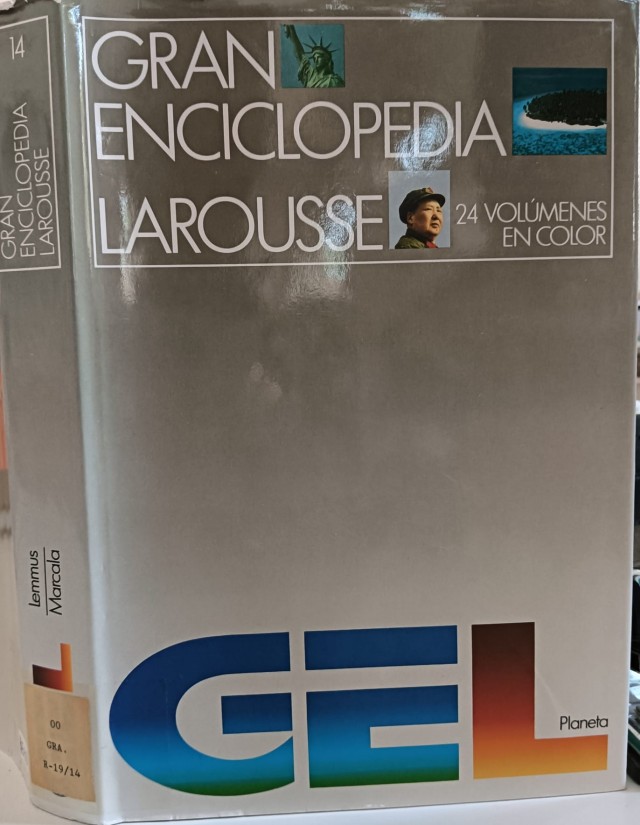 14
GRAN
ENCICLOPEDIA
LAROUSSE
lemmus
Marcala
L
00
GRA.
R-19/14
GRAN
ENCICLOPEDIA
LAROUSSE
24 VOLÚMENES
EN COLOR
GEL
Planeta